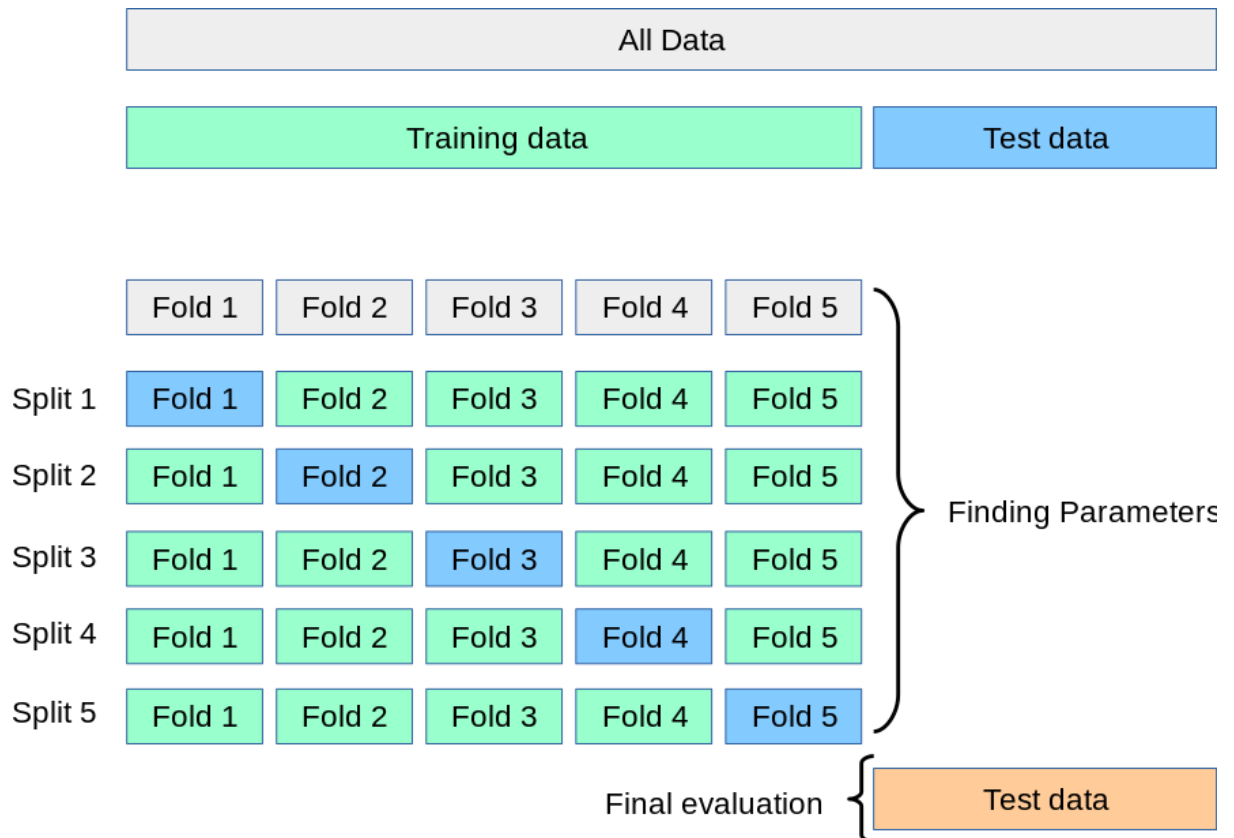 All Data
Training data Test data
Fold 1 Fold 2 Fold 3 Fold 4 Fold 5
Split 1 Fold 1 Fold 2 Fold 3 Fold 4 Fold 5
Split 2 Fold 1 Fold 2 Fold 3 Fold 4 Fold 5
Split 3 Fold 1 Fold 2 Fold 3 Fold 4 Fold 5
Split 4 Fold 1 Fold 2 Fold 3 Fold 4 Fold 5
Split 5 Fold 1 Fold 2 Fold 3 Fold 4 Fold 5
Finding Parameters
Final evaluation Test data